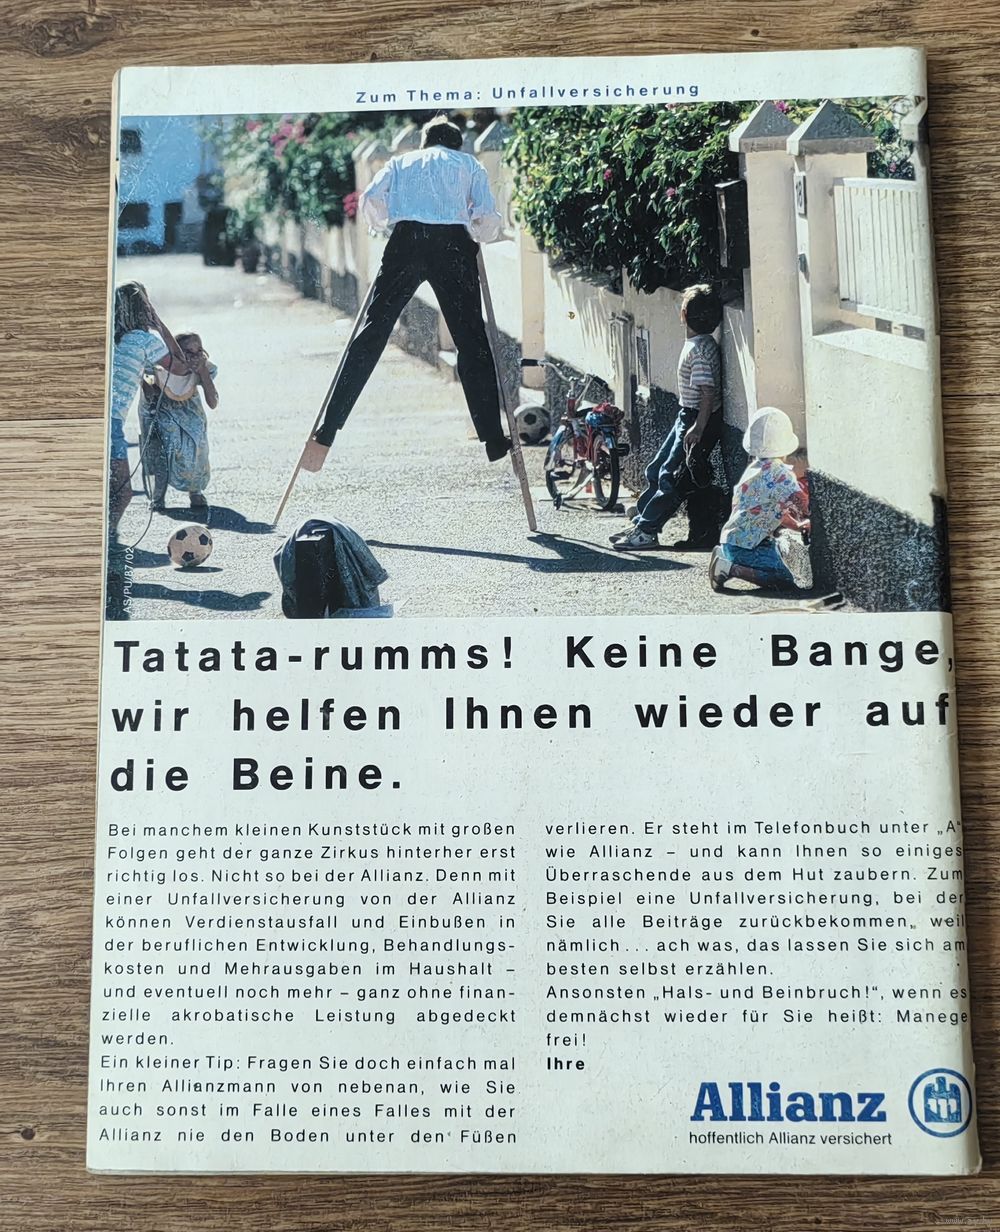 Zum Thema: Unfallversicherung
AS/PU/87/02
Tatata-rumms! Keine Bange,
wir helfen Ihnen wieder auf
die Beine.
Bei manchem kleinen Kunststück mit großen
Folgen geht der ganze Zirkus hinterher erst
richtig los. Nicht so bei der Allianz. Denn mit
einer Unfallversicherung von der Allianz
können Verdienstausfall und Einbußen in
der beruflichen Entwicklung, Behandlungs-
kosten und Mehrausgaben im Haushalt –
und eventuell noch mehr – ganz ohne finan-
zielle akrobatische Leistung abgedeckt
werden.
Ein kleiner Tip: Fragen Sie doch einfach mal
Ihren Allianzmann von nebenan, wie Sie
auch sonst im Falle eines Falles mit der
Allianz nie den Boden unter den Füßen
verlieren. Er steht im Telefonbuch unter „A“
wie Allianz – und kann Ihnen so einiges
Überraschende aus dem Hut zaubern. Zum
Beispiel eine Unfallversicherung, bei der
Sie alle Beiträge zurückbekommen, weil
nämlich . . . ach was, das lassen Sie sich am
besten selbst erzählen.
Ansonsten „Hals- und Beinbruch!“, wenn es
demnächst wieder für Sie heißt: Manege
frei!
Ihre
Allianz
hoffentlich Allianz versichert